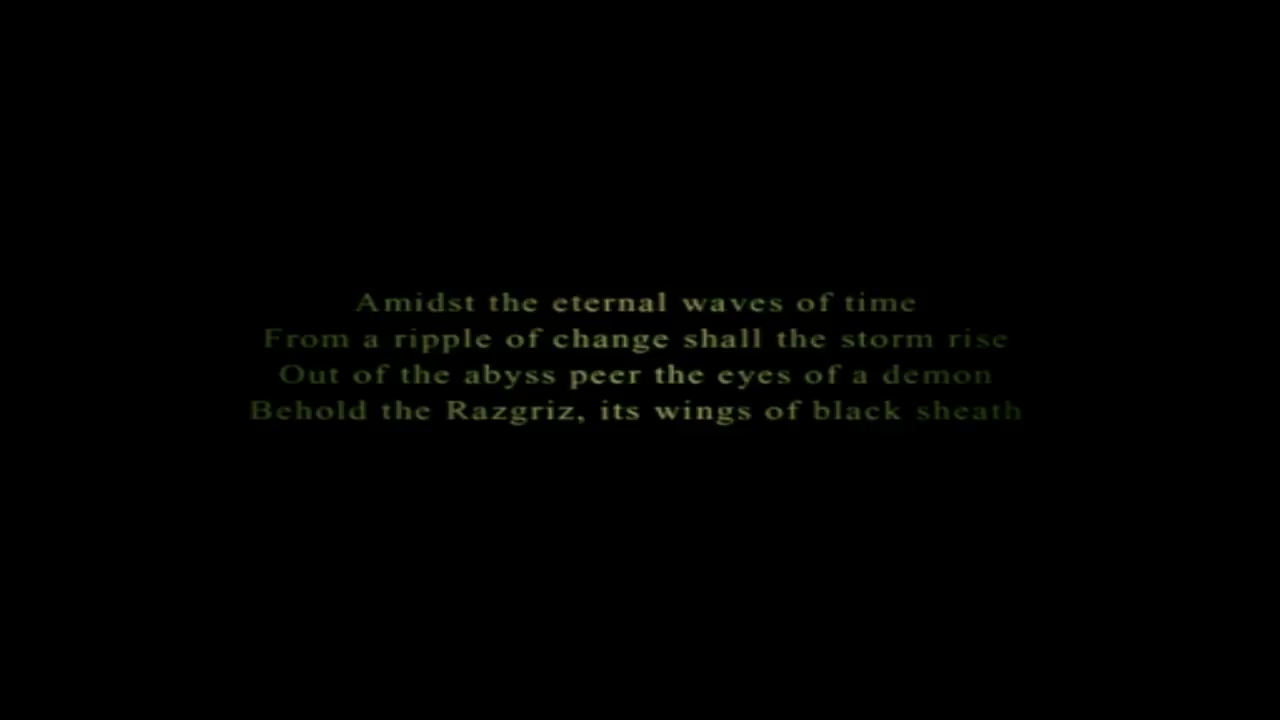 Amidst the eternal waves of time
From a ripple of change shall the storm rise
Out of the abyss peer the eyes of a demon
Behold the Razgriz, its wings of black sheath